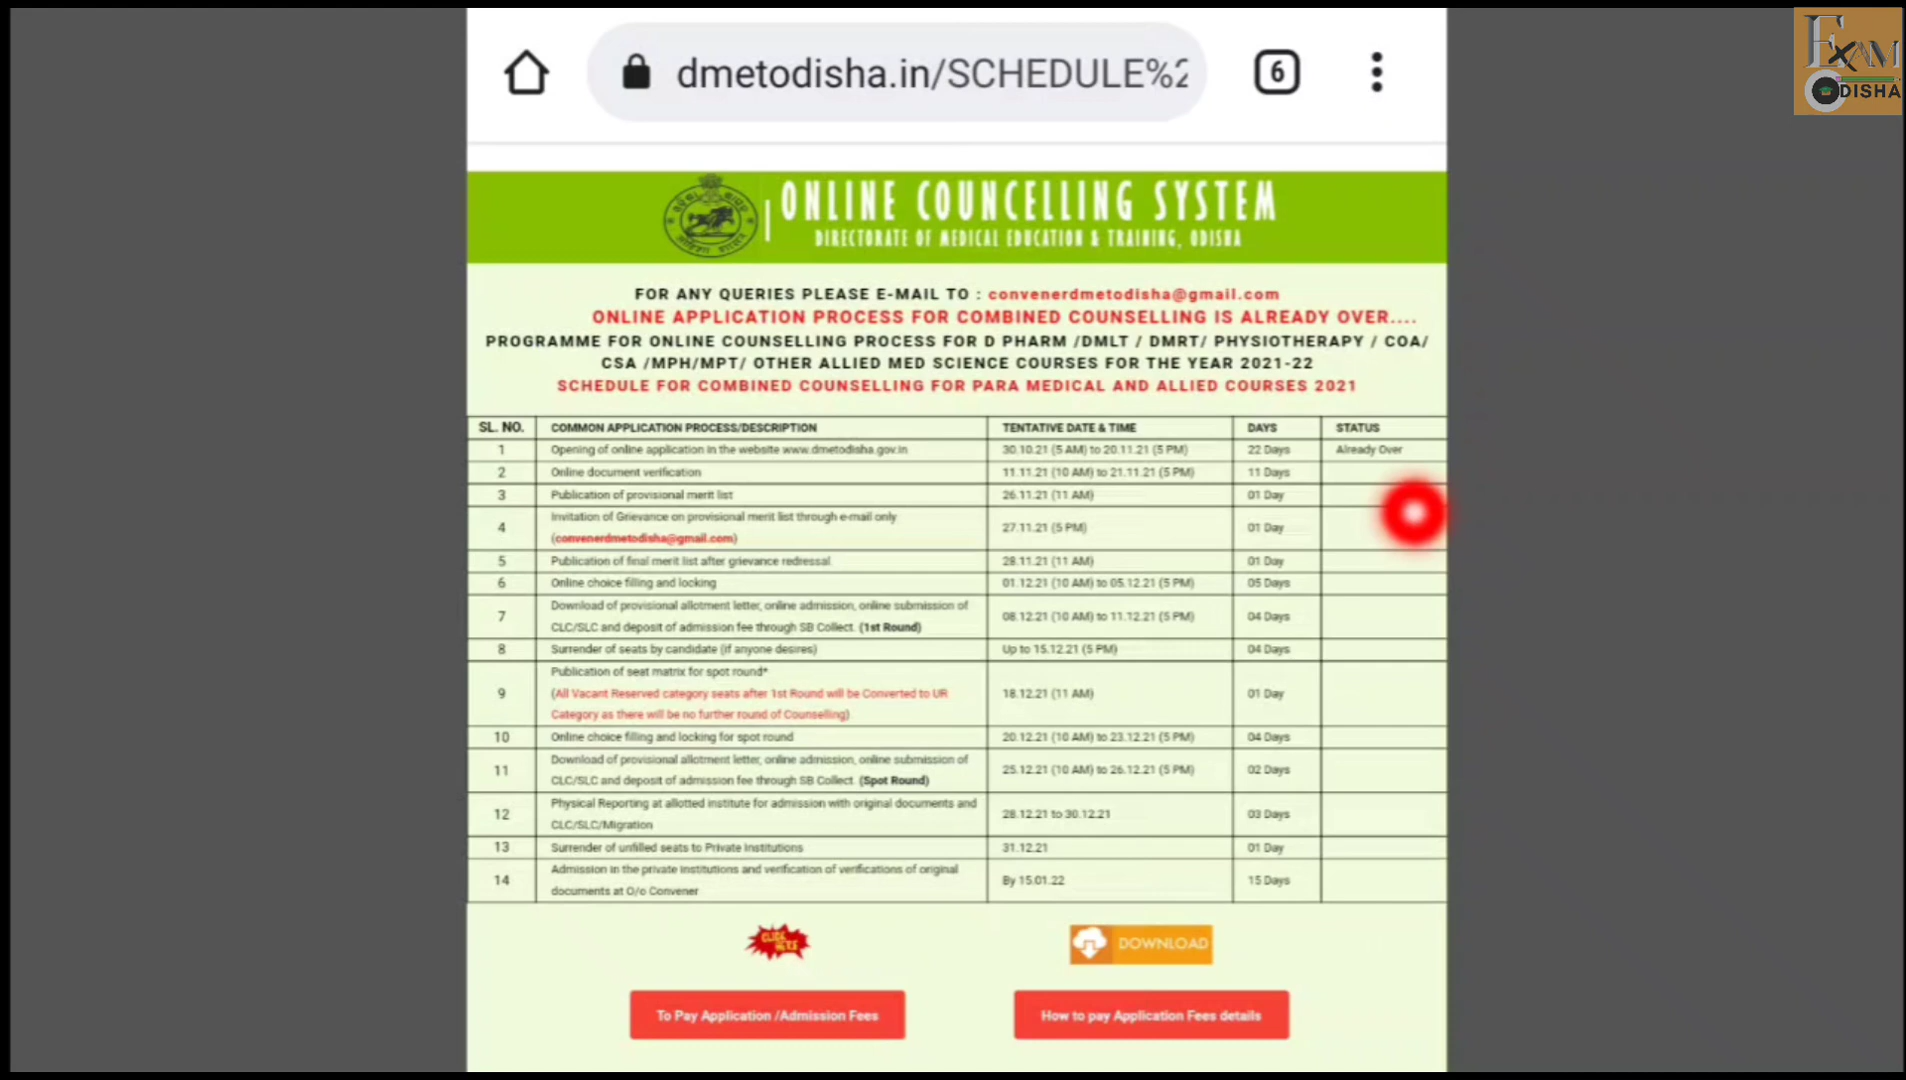 dmetodisha.in/SCHEDULE%2
6
EXAM
ODISHA
ONLINE COUNCELLING SYSTEM
DIRECTORATE OF MEDICAL EDUCATION & TRAINING, ODISHA
FOR ANY QUERIES PLEASE E-MAIL TO : convenerdmetodisha@gmail.com
ONLINE APPLICATION PROCESS FOR COMBINED COUNSELLING IS ALREADY OVER....
PROGRAMME FOR ONLINE COUNSELLING PROCESS FOR D PHARM /DMLT / DMRT/ PHYSIOTHERAPY / COA/
CSA /MPH/MPT/ OTHER ALLIED MED SCIENCE COURSES FOR THE YEAR 2021-22
SCHEDULE FOR COMBINED COUNSELLING FOR PARA MEDICAL AND ALLIED COURSES 2021
SL. NO. COMMON APPLICATION PROCESS/DESCRIPTION TENTATIVE DATE & TIME DAYS STATUS
1 Opening of online application in the website www.dmetodisha.gov.in 30.10.21 (5 AM) to 20.11.21 (5 PM) 22 Days Already Over
2 Online document verification 11.11.21 (10 AM) to 21.11.21 (5 PM) 11 Days
3 Publication of provisional merit list 26.11.21 (11 AM) 01 Day
4 Invitation of Grievance on provisional merit list through e-mail only
(convenerdmetodisha@gmail.com) 27.11.21 (5 PM) 01 Day
5 Publication of final merit list after grievance redressal 28.11.21 (11 AM) 01 Day
6 Online choice filling and locking 01.12.21 (10 AM) to 05.12.21 (5 PM) 05 Days
7 Download of provisional allotment letter, online admission, online submission of
CLC/SLC and deposit of admission fee through SB Collect. (1st Round) 08.12.21 (10 AM) to 11.12.21 (5 PM) 04 Days
8 Surrender of seats by candidate (if anyone desires) Up to 15.12.21 (5 PM) 04 Days
9 Publication of seat matrix for spot round*
(All Vacant Reserved category seats after 1st Round will be Converted to UR
Category as there will be no further round of Counselling) 18.12.21 (11 AM) 01 Day
10 Online choice filling and locking for spot round 20.12.21 (10 AM) to 23.12.21 (5 PM) 04 Days
11 Download of provisional allotment letter, online admission, online submission of
CLC/SLC and deposit of admission fee through SB Collect. (Spot Round) 25.12.21 (10 AM) to 26.12.21 (5 PM) 02 Days
12 Physical Reporting at allotted institute for admission with original documents and
CLC/SLC/Migration 28.12.21 to 30.12.21 03 Days
13 Surrender of unfilled seats to Private Institutions 31.12.21 01 Day
14 Admission in the private institutions and verification of verifications of original
documents at O/o Convener By 15.01.22 15 Days
CLICK
HERE
DOWNLOAD
To Pay Application /Admission Fees
How to pay Application Fees details